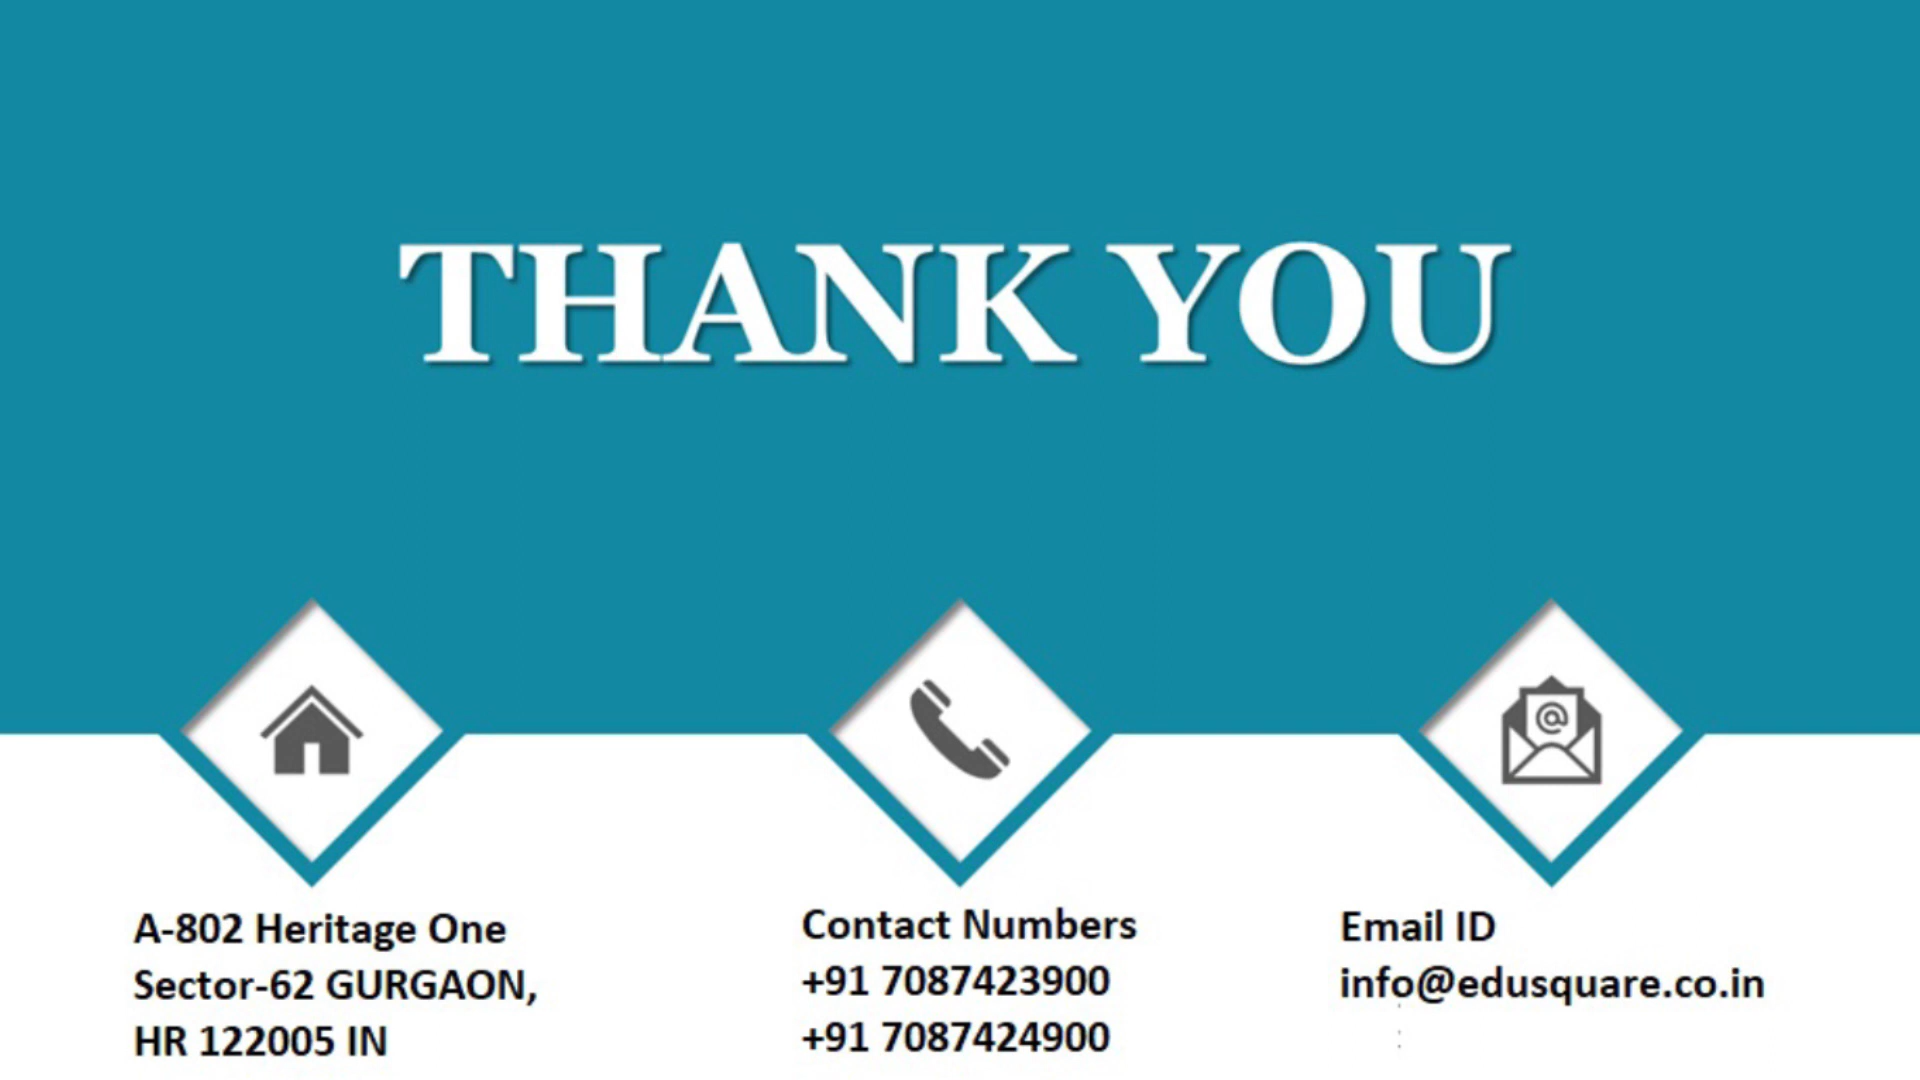 THANK YOU
A-802 Heritage One
Sector-62 GURGAON,
HR 122005 IN
Contact Numbers
+91 7087423900
+91 7087424900
Email ID
info@edusquare.co.in